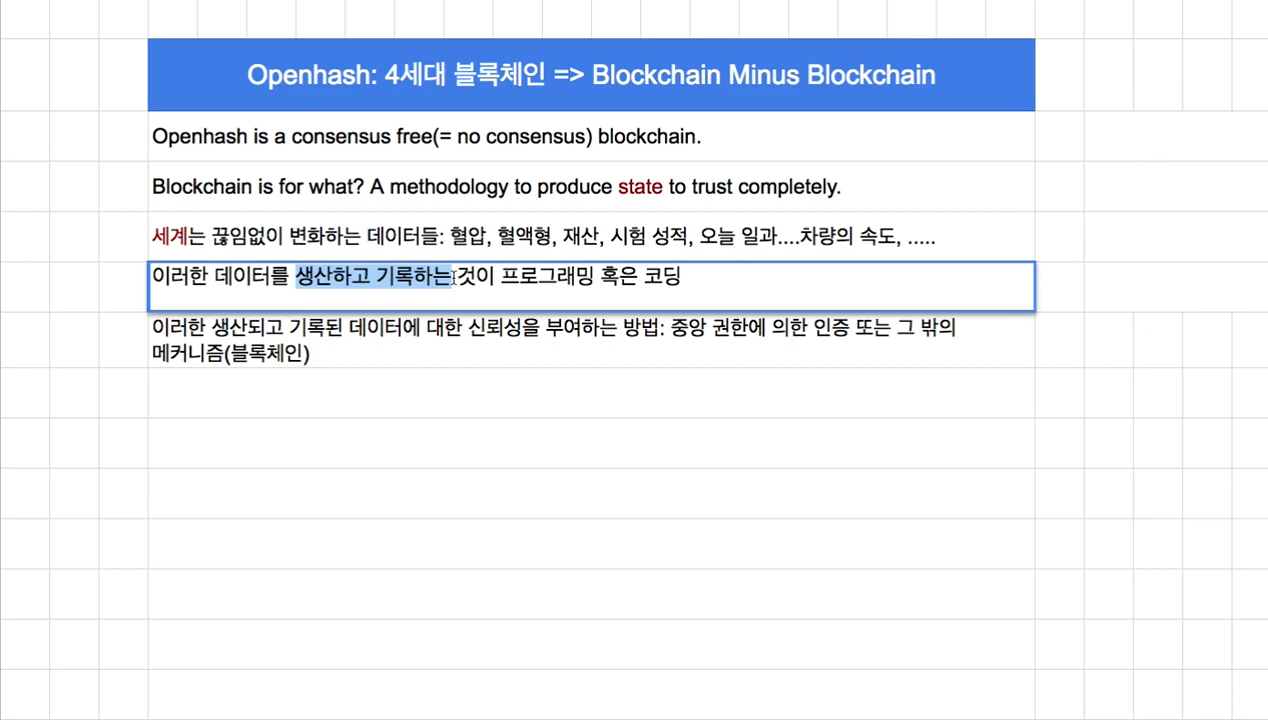 Openhash: 4세대 블록체인 => Blockchain Minus Blockchain
Openhash is a consensus free(= no consensus) blockchain.
Blockchain is for what? A methodology to produce state to trust completely.
세계는 끊임없이 변화하는 데이터들: 혈압, 혈액형, 재산, 시험 성적, 오늘 일과....차량의 속도, .....
이러한 데이터를 생산하고 기록하는 것이 프로그래밍 혹은 코딩
이러한 생산되고 기록된 데이터에 대한 신뢰성을 부여하는 방법: 중앙 권한에 의한 인증 또는 그 밖의
메커니즘(블록체인)